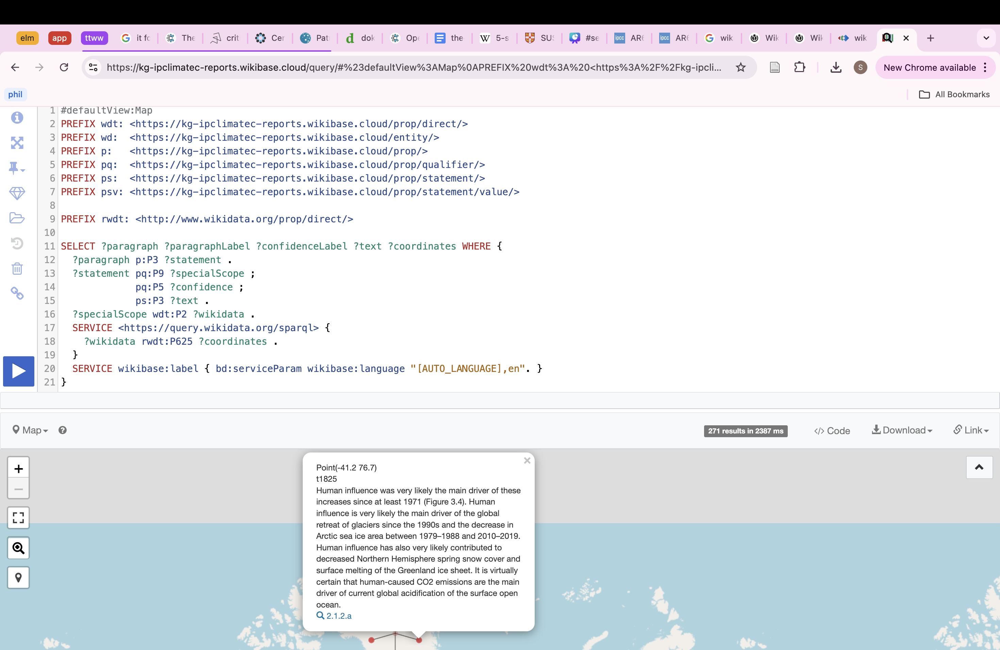 elm app ttww it fo The crit Cer Pat dok Ope the 5-s SUS #se AR6 AR6 wik Wik Wik wik
https://kg-ipclimatec-reports.wikibase.cloud/query/#%23defaultView%3AMap%0APREFIX%20wdt%3A%20<https%3A%2F%2Fkg-ipcli... S New Chrome available
phil All Bookmarks
1 #defaultView:Map
2 PREFIX wdt: <https://kg-ipclimatec-reports.wikibase.cloud/prop/direct/>
3 PREFIX wd: <https://kg-ipclimatec-reports.wikibase.cloud/entity/>
4 PREFIX p: <https://kg-ipclimatec-reports.wikibase.cloud/prop/>
5 PREFIX pq: <https://kg-ipclimatec-reports.wikibase.cloud/prop/qualifier/>
6 PREFIX ps: <https://kg-ipclimatec-reports.wikibase.cloud/prop/statement/>
7 PREFIX psv: <https://kg-ipclimatec-reports.wikibase.cloud/prop/statement/value/>
8
9 PREFIX rwdt: <http://www.wikidata.org/prop/direct/>
10
11 SELECT ?paragraph ?paragraphLabel ?confidenceLabel ?text ?coordinates WHERE {
12 ?paragraph p:P3 ?statement .
13 ?statement pq:P9 ?specialScope ;
14 pq:P5 ?confidence ;
15 ps:P3 ?text .
16 ?specialScope wdt:P2 ?wikidata .
17 SERVICE <https://query.wikidata.org/sparql> {
18 ?wikidata rwdt:P625 ?coordinates .
19 }
20 SERVICE wikibase:label { bd:serviceParam wikibase:language "[AUTO_LANGUAGE],en". }
21 }
Map 271 results in 2387 ms </> Code Download Link
Point(-41.2 76.7)
t1825
Human influence was very likely the main driver of these
increases since at least 1971 (Figure 3.4). Human
influence is very likely the main driver of the global
retreat of glaciers since the 1990s and the decrease in
Arctic sea ice area between 1979–1988 and 2010–2019.
Human influence has also very likely contributed to
decreased Northern Hemisphere spring snow cover and
surface melting of the Greenland ice sheet. It is virtually
certain that human-caused CO2 emissions are the main
driver of current global acidification of the surface open
ocean.
2.1.2.a